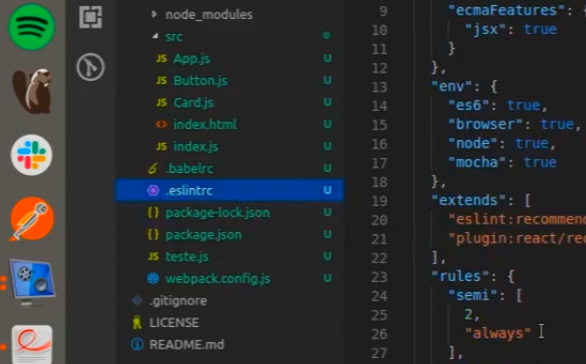 node_modules
src
JS App.js U
JS Button.js U
JS Card.js U
<> index.html U
JS index.js U
.babelrc U
.eslintrc U
{} package-lock.json U
{} package.json U
JS teste.js U
webpack.config.js U
.gitignore
LICENSE
README.md
9 "ecmaFeatures": {
10 "jsx": true
11 }
12 },
13 "env": {
14 "es6": true,
15 "browser": true,
16 "node": true,
17 "mocha": true
18 },
19 "extends": [
20 "eslint:recommen
21 "plugin:react/rec
22 ],
23 "rules": {
24 "semi": [
25 2,
26 "always"
27 ],